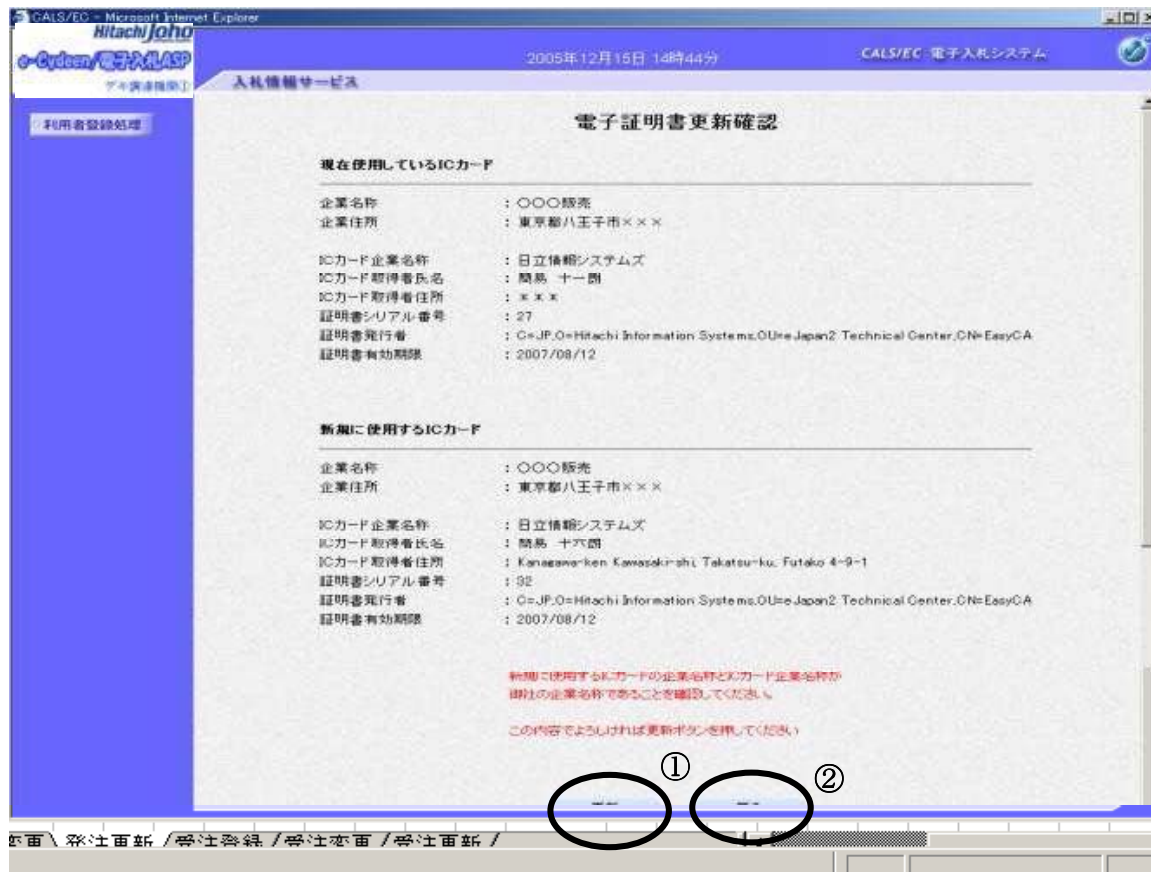 CALS/EC - Microsoft Internet Explorer
Hitachi Joho
e-Cydeen/電子入札ASP
2005年12月15日 14時44分
CALS/EC 電子入札システム
入札情報サービス
利用者登録処理
電子証明書更新確認
現在使用しているICカード
企業名称 : 〇〇〇販売
企業住所 : 東京都八王子市×××
ICカード企業名称 : 日立情報システムズ
ICカード取得者氏名 : 簡易 十一朗
ICカード取得者住所 : ＊＊＊
証明書シリアル番号 : 27
証明書発行者 : C=JP,O=Hitachi Information Systems,OU=eJapan2 Technical Center,CN=EasyCA
証明書有効期限 : 2007/08/12
新規に使用するICカード
企業名称 : 〇〇〇販売
企業住所 : 東京都八王子市×××
ICカード企業名称 : 日立情報システムズ
ICカード取得者氏名 : 簡易 十六朗
ICカード取得者住所 : Kanagawa-ken Kawasaki-shi, Takatsu-ku, Futako 4-9-1
証明書シリアル番号 : 32
証明書発行者 : C=JP,O=Hitachi Information Systems,OU=eJapan2 Technical Center,CN=EasyCA
証明書有効期限 : 2007/08/12
新規に使用するICカードの企業名称とICカード企業名称が
御社の企業名称であることを確認してください。
この内容でよろしければ更新ボタンを押してください
① ②
変更 \ 発注更新 / 受注登録 / 受注変更 / 受注更新 /